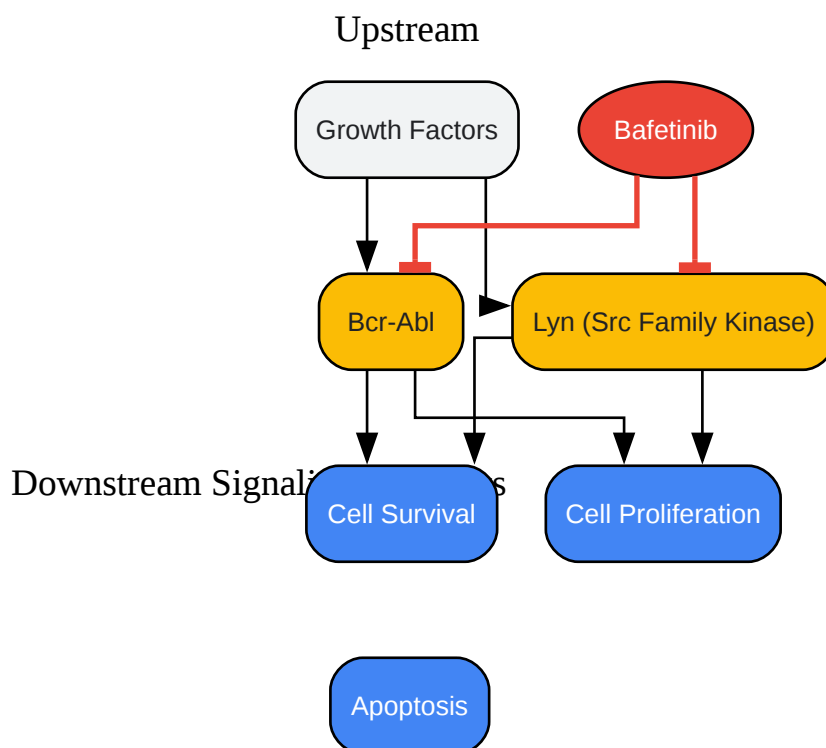 Upstream
Growth Factors
Bafetinib
Bcr-Abl
Lyn (Src Family Kinase)
Downstream Signali
s
Cell Survival
Cell Proliferation
Apoptosis